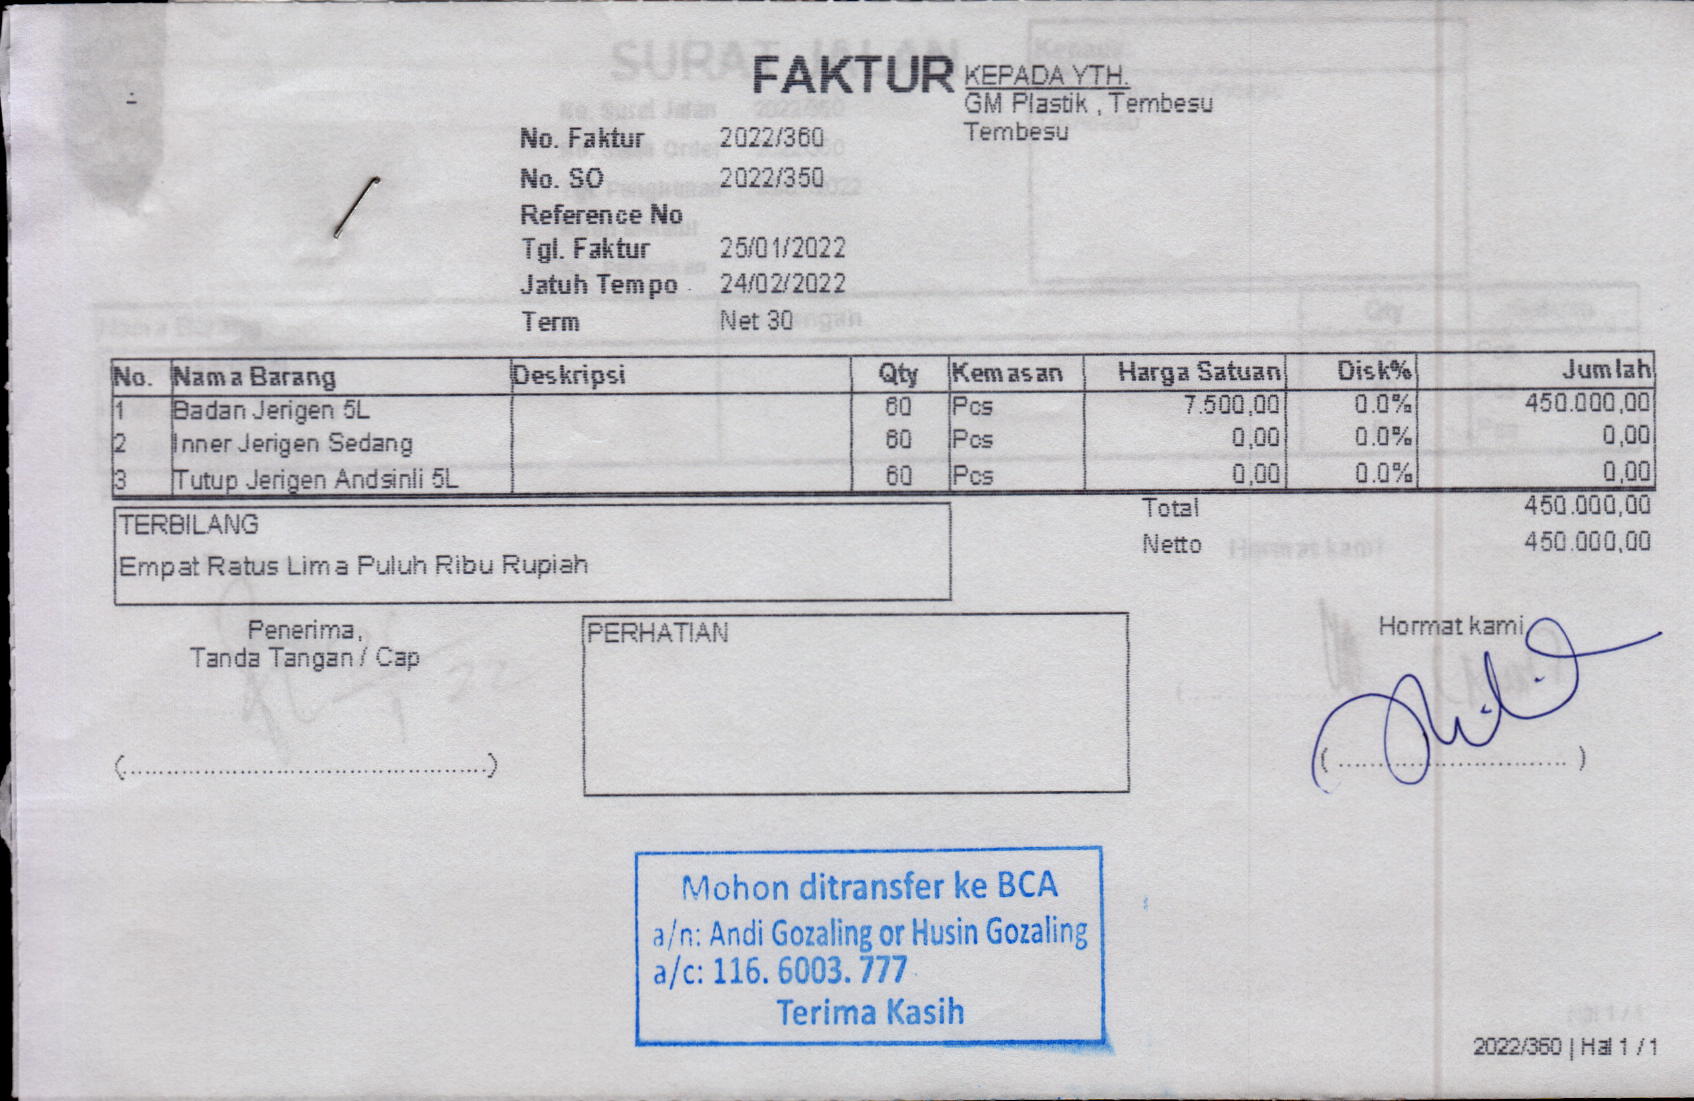 FAKTUR
KEPADA YTH.
GM Plastik , Tembesu
Tembesu
No. Faktur 2022/360
No. SO 2022/350
Reference No
Tgl. Faktur 25/01/2022
Jatuh Tempo 24/02/2022
Term Net 30
No. Nama Barang Deskripsi Qty Kemasan Harga Satuan Disk% Jumlah
1 Badan Jerigen 5L 60 Pcs 7.500,00 0.0% 450.000,00
2 Inner Jerigen Sedang 60 Pcs 0,00 0.0% 0,00
3 Tutup Jerigen Andsinli 5L 60 Pcs 0,00 0.0% 0,00
Total 450.000,00
Netto 450.000,00
TERBILANG
Empat Ratus Lima Puluh Ribu Rupiah
Penerima,
Tanda Tangan / Cap
(................................................)
PERHATIAN
Hormat kami
(.............................. )
Mohon ditransfer ke BCA
a/n: Andi Gozaling or Husin Gozaling
a/c: 116. 6003. 777
Terima Kasih
2022/360 | Hal 1 / 1